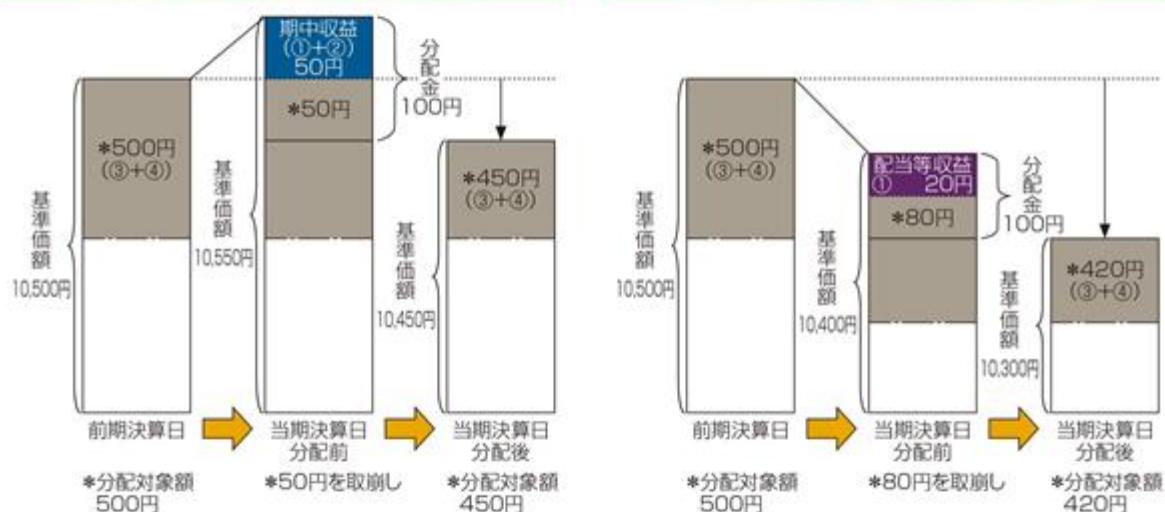 期中収益
(①+②)
50円
*50円
分配金
100円
*500円
(③+④)
*450円
(③+④)
基準価額
10,500円
基準価額
10,550円
基準価額
10,450円
前期決算日
当期決算日
分配前
当期決算日
分配後
*分配対象額
500円
*50円を取崩し
*分配対象額
450円
*500円
(③+④)
配当等収益
① 20円
*80円
分配金
100円
*420円
(③+④)
基準価額
10,500円
基準価額
10,400円
基準価額
10,300円
前期決算日
当期決算日
分配前
当期決算日
分配後
*分配対象額
500円
*80円を取崩し
*分配対象額
420円